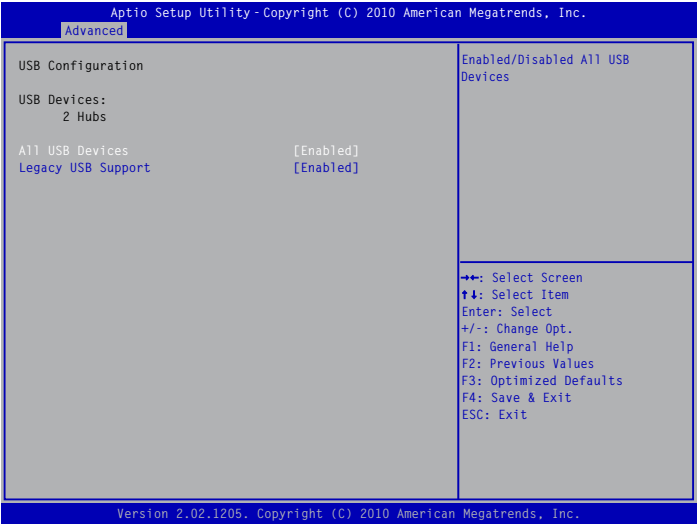 Aptio Setup Utility - Copyright (C) 2010 American Megatrends, Inc.
Advanced
USB Configuration
USB Devices:
2 Hubs
All USB Devices [Enabled]
Legacy USB Support [Enabled]
Enabled/Disabled All USB
Devices
→←: Select Screen
↑↓: Select Item
Enter: Select
+/-: Change Opt.
F1: General Help
F2: Previous Values
F3: Optimized Defaults
F4: Save & Exit
ESC: Exit
Version 2.02.1205. Copyright (C) 2010 American Megatrends, Inc.